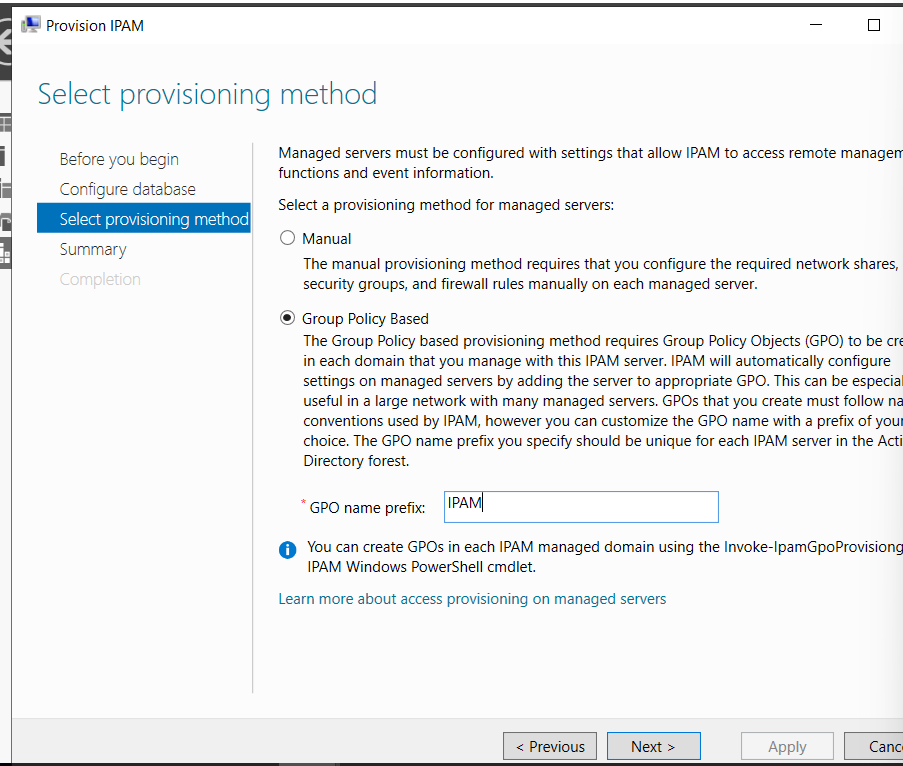 Provision IPAM
Select provisioning method
Before you begin
Configure database
Select provisioning method
Summary
Completion
Managed servers must be configured with settings that allow IPAM to access remote managem
functions and event information.
Select a provisioning method for managed servers:
Manual
The manual provisioning method requires that you configure the required network shares,
security groups, and firewall rules manually on each managed server.
Group Policy Based
The Group Policy based provisioning method requires Group Policy Objects (GPO) to be cre
in each domain that you manage with this IPAM server. IPAM will automatically configure
settings on managed servers by adding the server to appropriate GPO. This can be especial
useful in a large network with many managed servers. GPOs that you create must follow na
conventions used by IPAM, however you can customize the GPO name with a prefix of your
choice. The GPO name prefix you specify should be unique for each IPAM server in the Acti
Directory forest.
* GPO name prefix: IPAM
You can create GPOs in each IPAM managed domain using the Invoke-IpamGpoProvisioning
IPAM Windows PowerShell cmdlet.
Learn more about access provisioning on managed servers
< Previous
Next >
Apply
Canc